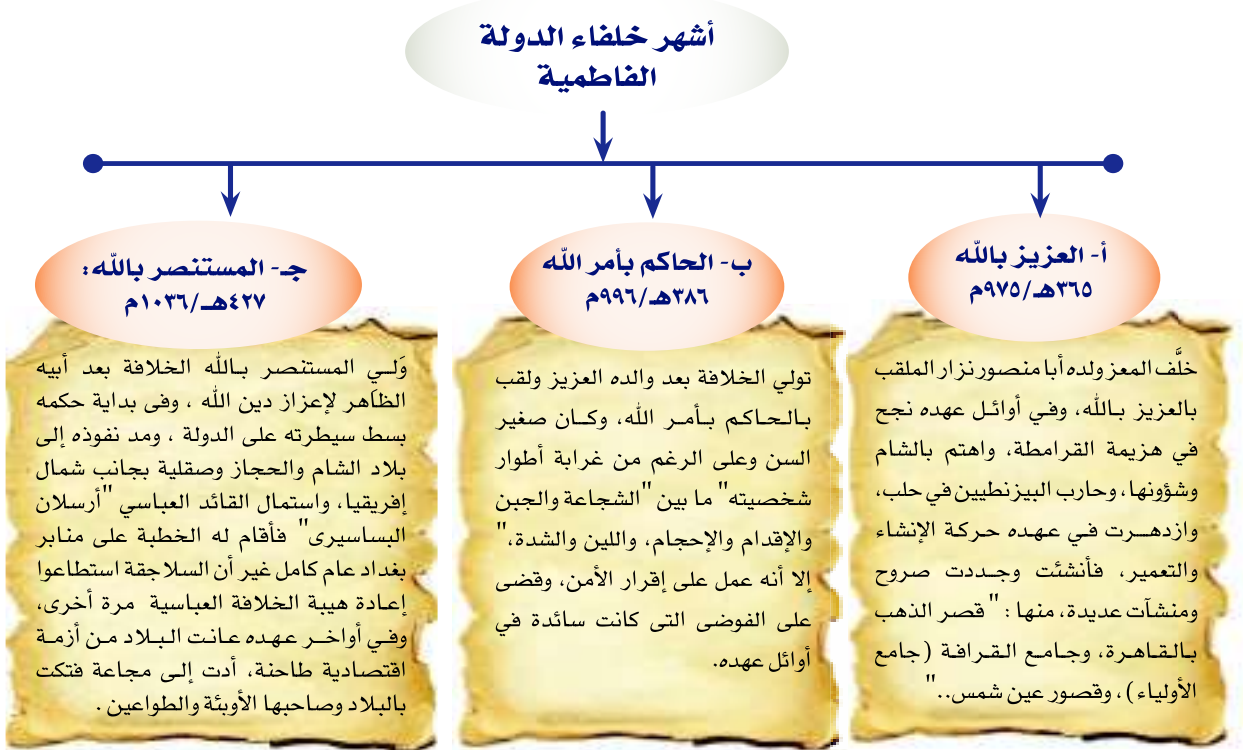 أشهر خلفاء الدولة
الفاطمية
أ- العزيز بالله
٣٦٥هـ/٩٧٥م
خلَّف المعز ولده أبا منصور نزار الملقب
بالعزيز بالله، وفي أوائل عهده نجح
في هزيمة القرامطة، واهتم بالشام
وشؤونها، وحارب البيزنطيين في حلب،
وازدهرت في عهده حركة الإنشاء
والتعمير، فأنشئت وجددت صروح
ومنشآت عديدة، منها : " قصر الذهب
بالقاهرة، وجامع القرافة (جامع
الأولياء) ، وقصور عين شمس.."
ب- الحاكم بأمر الله
٣٨٦هـ/٩٩٦م
تولي الخلافة بعد والده العزيز ولقب
بالحاكم بأمر الله، وكان صغير
السن وعلى الرغم من غرابة أطوار
شخصيته" ما بين "الشجاعة والجبن
والإقدام والإحجام، واللين والشدة،"
إلا أنه عمل على إقرار الأمن، وقضى
على الفوضى التى كانت سائدة في
أوائل عهده.
جـ- المستنصر بالله :
٤٢٧هـ/١٠٣٦م
وَلي المستنصر بالله الخلافة بعد أبيه
الظاهر لإعزاز دين الله ، وفى بداية حكمه
بسط سيطرته على الدولة ، ومد نفوذه إلى
بلاد الشام والحجاز وصقلية بجانب شمال
إفريقيا، واستمال القائد العباسي "أرسلان
البساسيرى" فأقام له الخطبة على منابر
بغداد عام كامل غير أن السلاجقة استطاعوا
إعادة هيبة الخلافة العباسية مرة أخرى،
وفي أواخر عهده عانت البلاد من أزمة
اقتصادية طاحنة، أدت إلى مجاعة فتكت
بالبلاد وصاحبها الأوبئة والطواعين .